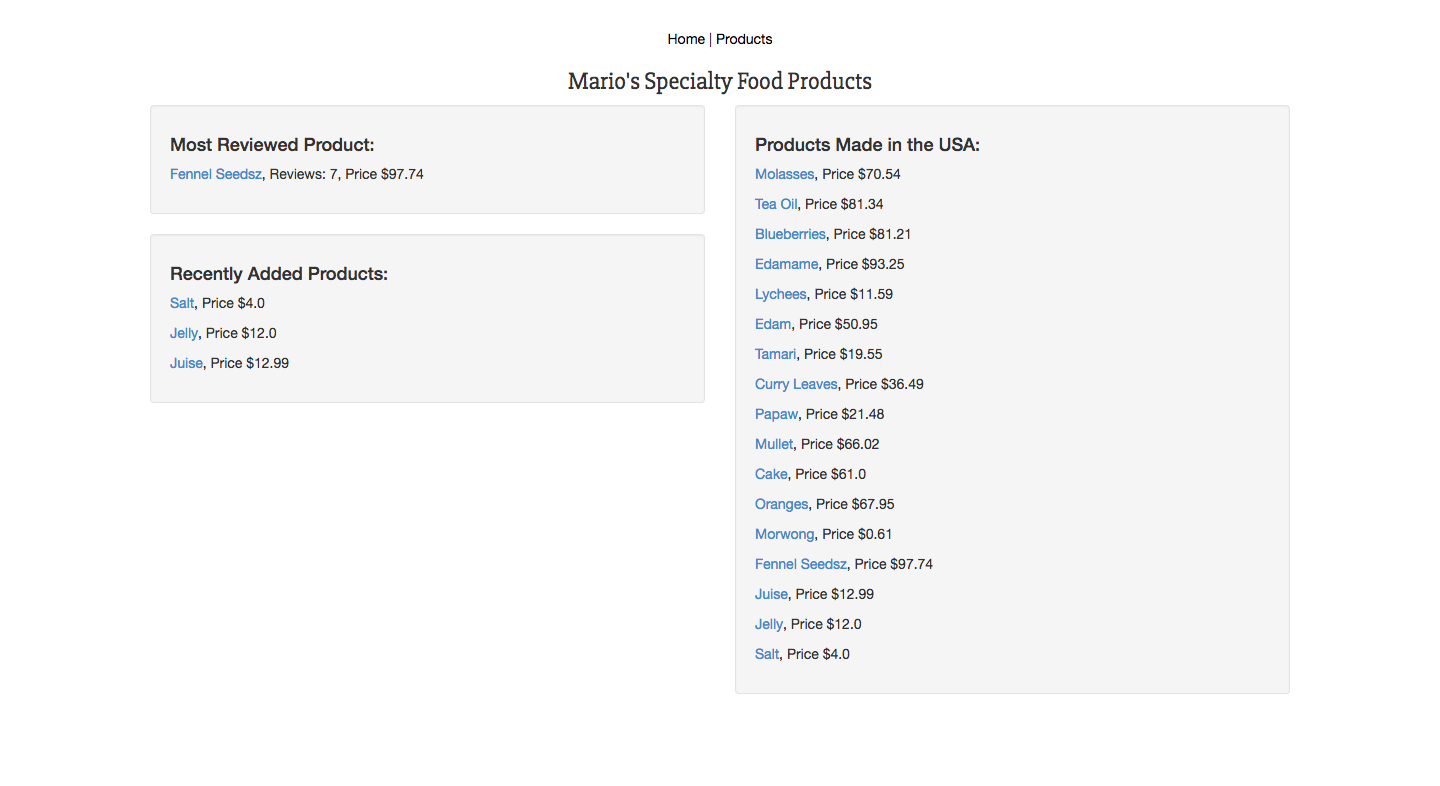 Home | Products
Mario's Specialty Food Products
Most Reviewed Product:
Fennel Seedsz, Reviews: 7, Price $97.74
Recently Added Products:
Salt, Price $4.0
Jelly, Price $12.0
Juise, Price $12.99
Products Made in the USA:
Molasses, Price $70.54
Tea Oil, Price $81.34
Blueberries, Price $81.21
Edamame, Price $93.25
Lychees, Price $11.59
Edam, Price $50.95
Tamari, Price $19.55
Curry Leaves, Price $36.49
Papaw, Price $21.48
Mullet, Price $66.02
Cake, Price $61.0
Oranges, Price $67.95
Morwong, Price $0.61
Fennel Seedsz, Price $97.74
Juise, Price $12.99
Jelly, Price $12.0
Salt, Price $4.0